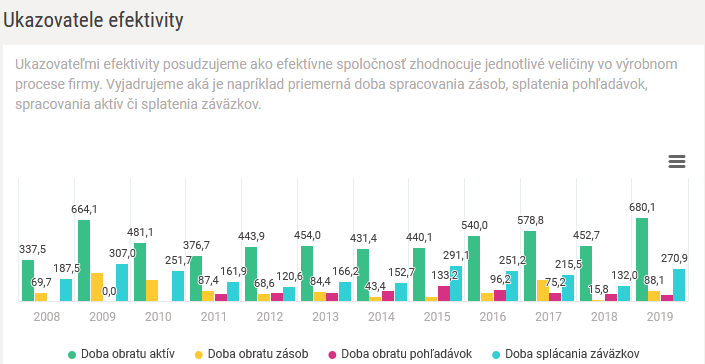 Ukazovatele efektivity
Ukazovateľmi efektivity posudzujeme ako efektívne spoločnosť zhodnocuje jednotlivé veličiny vo výrobnom
procese firmy. Vyjadrujeme aká je napríklad priemerná doba spracovania zásob, splatenia pohľadávok,
spracovania aktív či splatenia záväzkov.
337,5 69,7 187,5
664,1 0,0 307,0
481,1 251,7
376,7 87,4 161,9
443,9 68,6 120,6
454,0 84,4 166,2
431,4 43,4 152,7
440,1 133,2 291,1
540,0 96,2 251,2
578,8 75,2 215,5
452,7 15,8 132,0
680,1 88,1 270,9
2008 2009 2010 2011 2012 2013 2014 2015 2016 2017 2018 2019
Doba obratu aktív Doba obratu zásob Doba obratu pohľadávok Doba splácania záväzkov